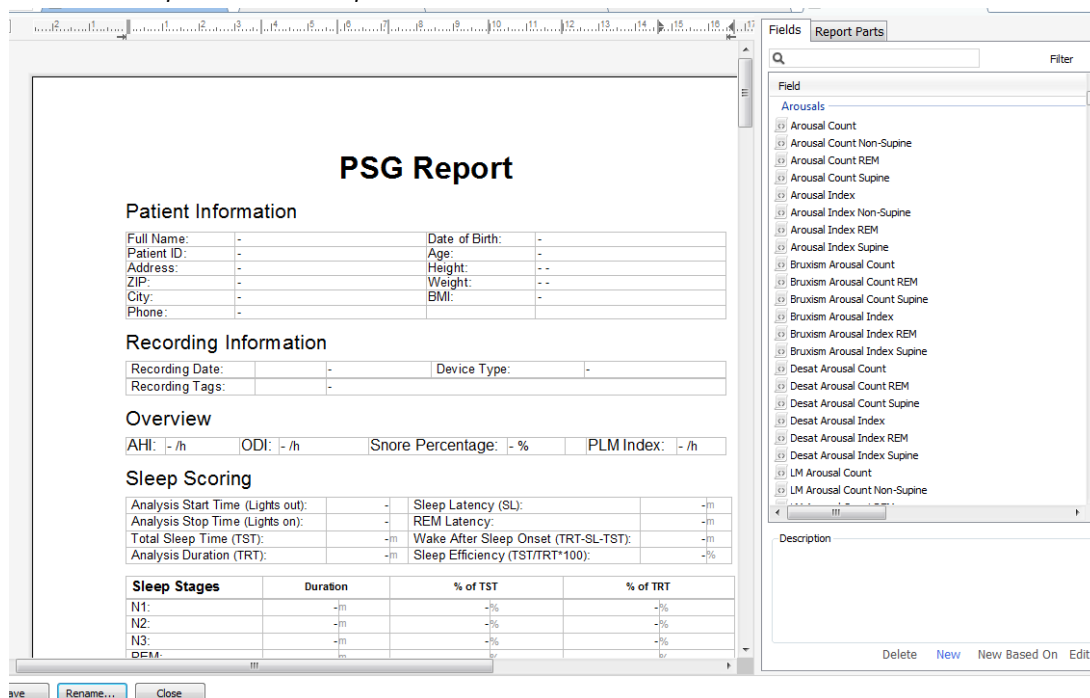 Fields Report Parts
Filter
Field
Arousals
Arousal Count
Arousal Count Non-Supine
Arousal Count REM
Arousal Count Supine
Arousal Index
Arousal Index Non-Supine
Arousal Index REM
Arousal Index Supine
Bruxism Arousal Count
Bruxism Arousal Count REM
Bruxism Arousal Count Supine
Bruxism Arousal Index
Bruxism Arousal Index REM
Bruxism Arousal Index Supine
Desat Arousal Count
Desat Arousal Count REM
Desat Arousal Count Supine
Desat Arousal Index
Desat Arousal Index REM
Desat Arousal Index Supine
LM Arousal Count
LM Arousal Count Non-Supine
Description
Delete New New Based On Edit
PSG Report
Patient Information
Full Name: - Date of Birth: -
Patient ID: - Age: -
Address: - Height: - -
ZIP: - Weight: - -
City: - BMI: -
Phone: -
Recording Information
Recording Date: - Device Type: -
Recording Tags: -
Overview
AHI: - /h ODI: - /h Snore Percentage: - % PLM Index: - /h
Sleep Scoring
Analysis Start Time (Lights out): - Sleep Latency (SL): -m
Analysis Stop Time (Lights on): - REM Latency: -m
Total Sleep Time (TST): -m Wake After Sleep Onset (TRT-SL-TST): -m
Analysis Duration (TRT): -m Sleep Efficiency (TST/TRT*100): -%
Sleep Stages Duration % of TST % of TRT
N1: -m -% -%
N2: -m -% -%
N3: -m -% -%
REM:
Rename... Close